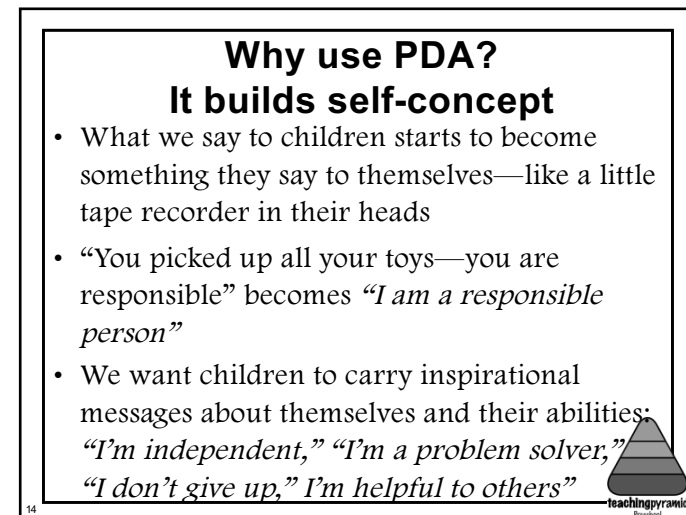 Why use PDA?
It builds self-concept
• What we say to children starts to become
something they say to themselves—like a little
tape recorder in their heads
• “You picked up all your toys—you are
responsible” becomes “I am a responsible
person”
• We want children to carry inspirational
messages about themselves and their abilities:
“I’m independent,” “I’m a problem solver,”
“I don’t give up,” I’m helpful to others”
14
teachingpyramid
Preschool